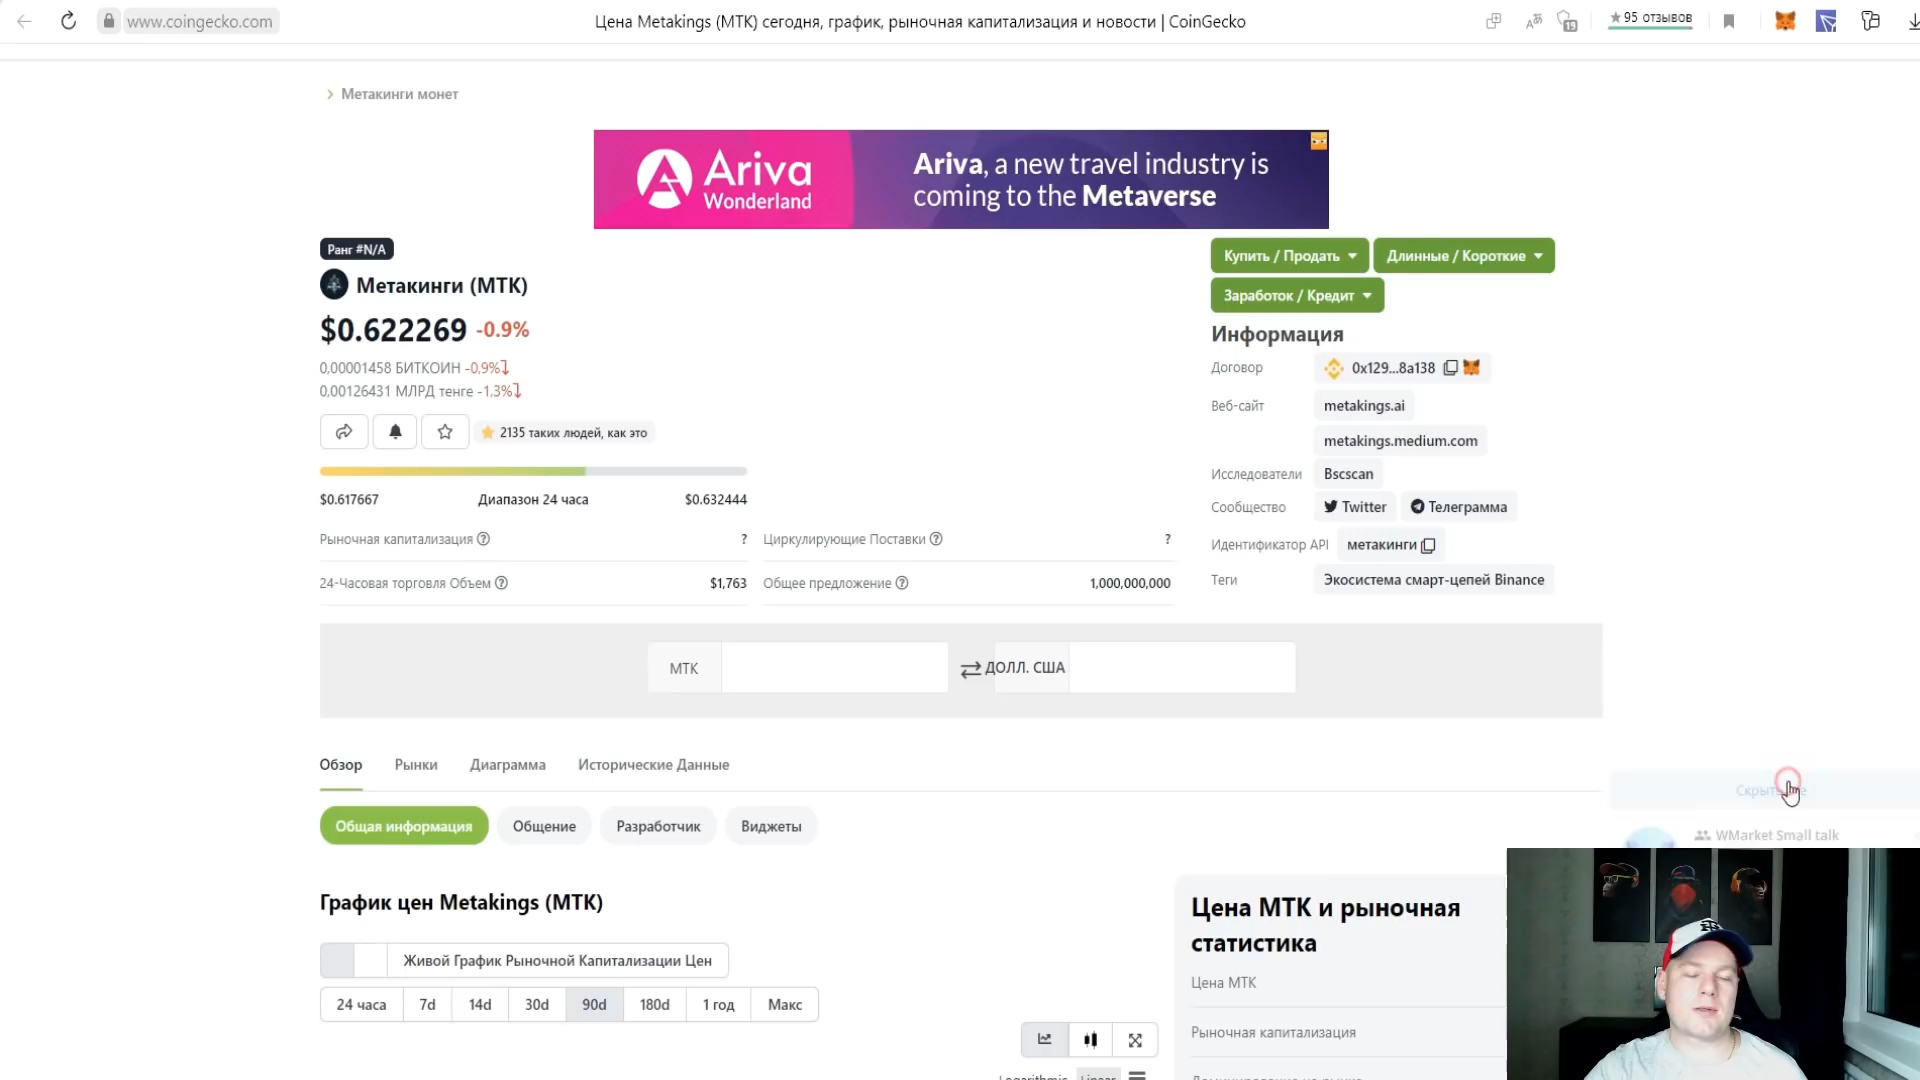 www.coingecko.com
Цена Metakings (MTK) сегодня, график, рыночная капитализация и новости | CoinGecko
★ 95 отзывов
Метакинги монет
Ariva
Wonderland
Ariva, a new travel industry is
coming to the Metaverse
Ранг #N/A
Метакинги (МТК)
$0.622269 -0.9%
0,00001458 БИТКОИН -0,9%
0,00126431 МЛРД тенге -1,3%
2135 таких людей, как это
$0.617667 Диапазон 24 часа $0.632444
Рыночная капитализация ?
24-Часовая торговля Объем $1,763
Циркулирующие Поставки ?
Общее предложение 1,000,000,000
Купить / Продать
Длинные / Короткие
Заработок / Кредит
Информация
Договор 0x129...8a138
Веб-сайт metakings.ai
metakings.medium.com
Исследователи Bscscan
Сообщество Twitter Телеграмма
Идентификатор API метакинги
Теги Экосистема смарт-цепей Binance
МТК ДОЛЛ. США
Обзор Рынки Диаграмма Исторические Данные
Общая информация Общение Разработчик Виджеты
WMarket Small talk
График цен Metakings (MTK)
Живой График Рыночной Капитализации Цен
24 часа 7d 14d 30d 90d 180d 1 год Макс
Logarithmic Linear
Цена МТК и рыночная
статистика
Цена МТК
Рыночная капитализация